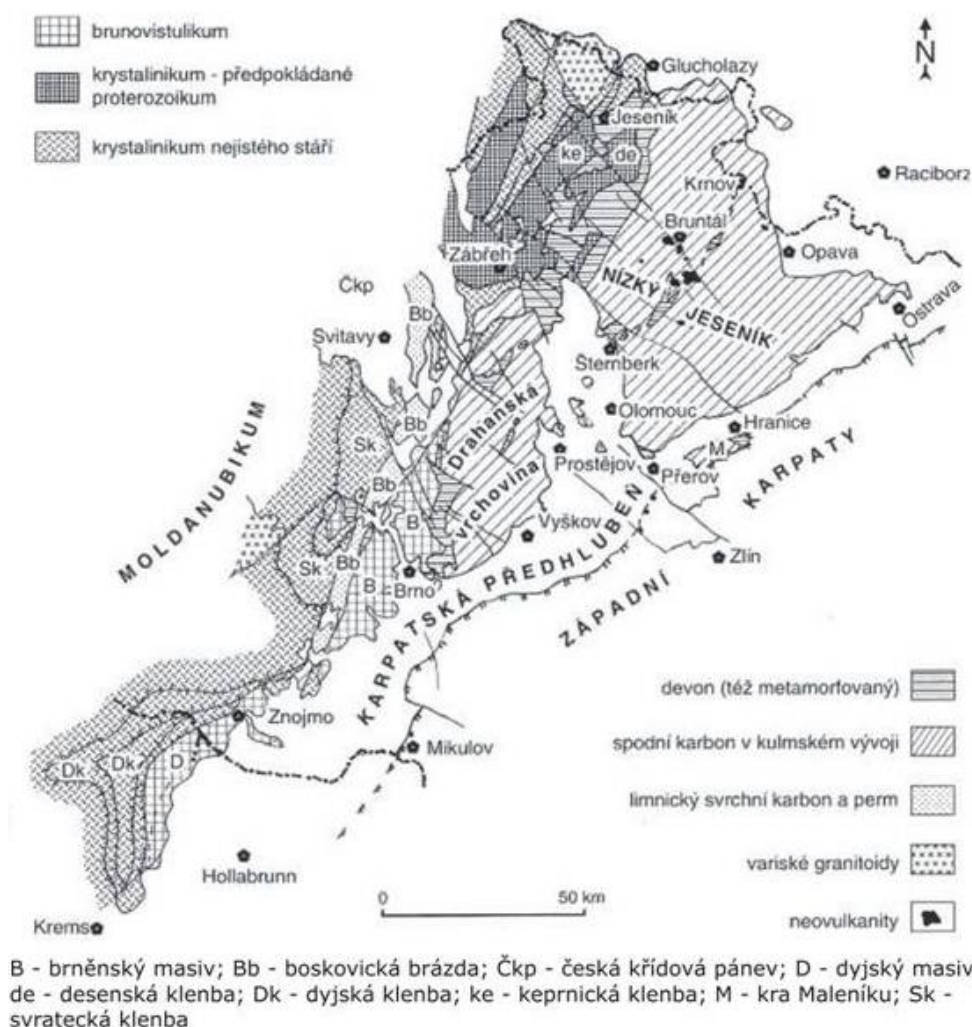 brunovistulikum
krystalinikum - předpokládané
proterozoikum
krystalinikum nejistého stáří
N
Glucholazy
Jeseník
ke
de
Raciborz
Krnov
Bruntál
Opava
Zábřeh
NÍZKÝ
JESENÍK
Ostrava
Čkp
Bb
Svitavy
Šternberk
Olomouc
Hranice
M
Sk
Bb
Drahanská
vrchovina
Prostějov
Přerov
KARPATY
MOLDANUBIKUM
Bb
B
Vyškov
Zlín
Sk
Bb
B
Brno
ZÁPADNÍ
KARPATSKÁ PŘEDHLUBEŇ
devon (též metamorfovaný)
Znojmo
spodní karbon v kulmském vývoji
Mikulov
Dk
Dk
D
limnický svrchní karbon a perm
variské granitoidy
Hollabrunn
0
50 km
neovulkanity
Krems
B - brněnský masiv; Bb - boskovická brázda; Čkp - česká křídová pánev; D - dyjský masiv
de - desenská klenba; Dk - dyjská klenba; ke - keprnická klenba; M - kra Maleníku; Sk -
svratecká klenba